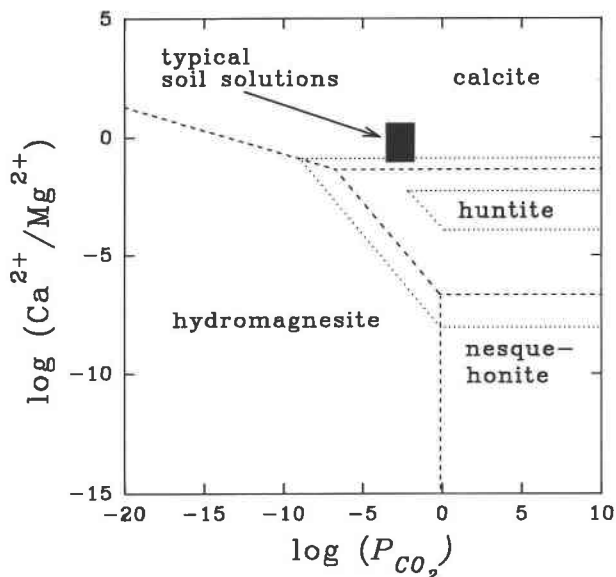 5
0
−5
−10
−15
log (Ca²⁺/Mg²⁺)
typical
soil solutions
calcite
huntite
hydromagnesite
nesque−
honite
−20 −15 −10 −5 0 5 10
log (P_CO₂)